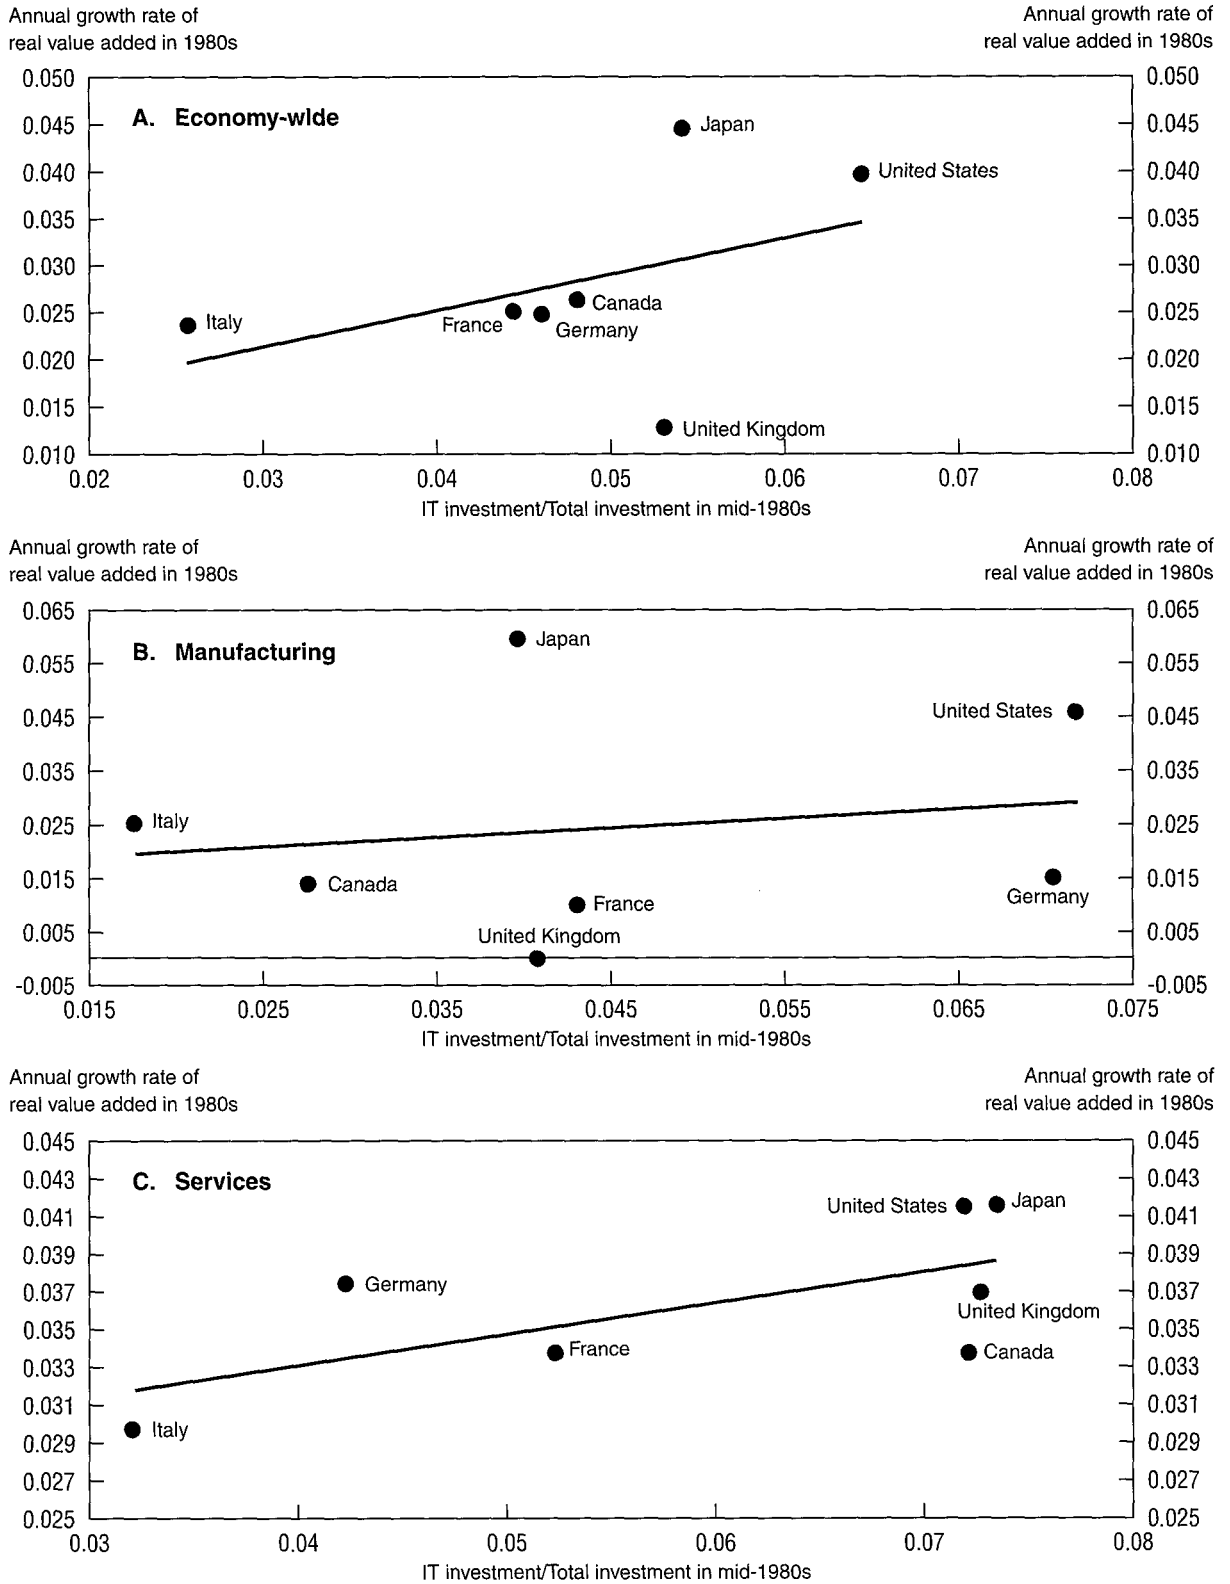 Annual growth rate of
real value added in 1980s
Annual growth rate of
real value added in 1980s
A. Economy-wide
0.050
0.045
0.040
0.035
0.030
0.025
0.020
0.015
0.010
0.050
0.045
0.040
0.035
0.030
0.025
0.020
0.015
0.010
Japan
United States
Italy
Canada
France
Germany
United Kingdom
0.02 0.03 0.04 0.05 0.06 0.07 0.08
IT investment/Total investment in mid-1980s
Annual growth rate of
real value added in 1980s
Annual growth rate of
real value added in 1980s
B. Manufacturing
0.065
0.055
0.045
0.035
0.025
0.015
0.005
-0.005
0.065
0.055
0.045
0.035
0.025
0.015
0.005
-0.005
Japan
United States
Italy
Canada
Germany
France
United Kingdom
0.015 0.025 0.035 0.045 0.055 0.065 0.075
IT investment/Total investment in mid-1980s
Annual growth rate of
real value added in 1980s
Annual growth rate of
real value added in 1980s
C. Services
0.045
0.043
0.041
0.039
0.037
0.035
0.033
0.031
0.029
0.027
0.025
0.045
0.043
0.041
0.039
0.037
0.035
0.033
0.031
0.029
0.027
0.025
United States
Japan
Germany
United Kingdom
France
Canada
Italy
0.03 0.04 0.05 0.06 0.07 0.08
IT investment/Total investment in mid-1980s